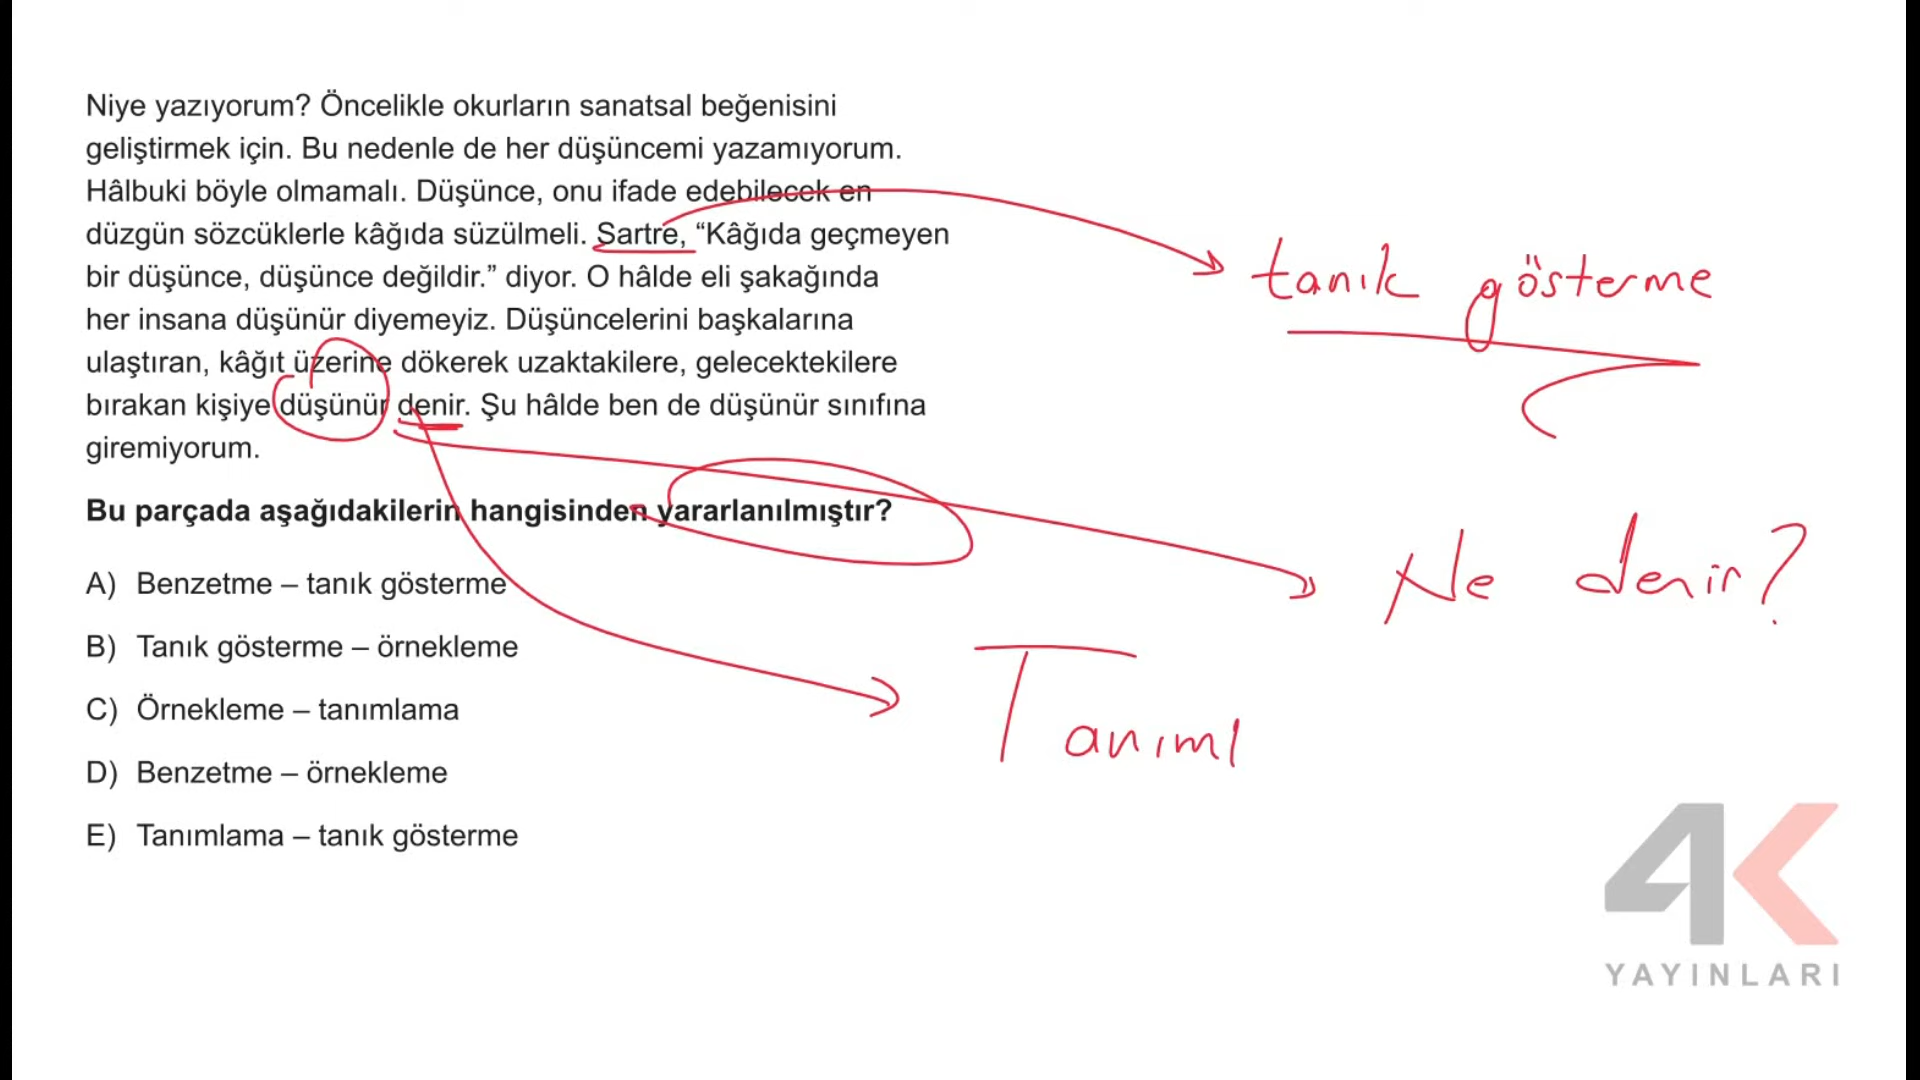 Niye yazıyorum? Öncelikle okurların sanatsal beğenisini
geliştirmek için. Bu nedenle de her düşüncemi yazamıyorum.
Hâlbuki böyle olmamalı. Düşünce, onu ifade edebilecek en
düzgün sözcüklerle kâğıda süzülmeli. Sartre, “Kâğıda geçmeyen
bir düşünce, düşünce değildir.” diyor. O hâlde eli şakağında
her insana düşünür diyemeyiz. Düşüncelerini başkalarına
ulaştıran, kâğıt üzerine dökerek uzaktakilere, gelecektekilere
bırakan kişiye düşünür denir. Şu hâlde ben de düşünür sınıfına
giremiyorum.
Bu parçada aşağıdakilerin hangisinden yararlanılmıştır?
A) Benzetme – tanık gösterme
B) Tanık gösterme – örnekleme
C) Örnekleme – tanımlama
D) Benzetme – örnekleme
E) Tanımlama – tanık gösterme
tanık gösterme
Ne denir?
Tanıml
4K
YAYINLARI